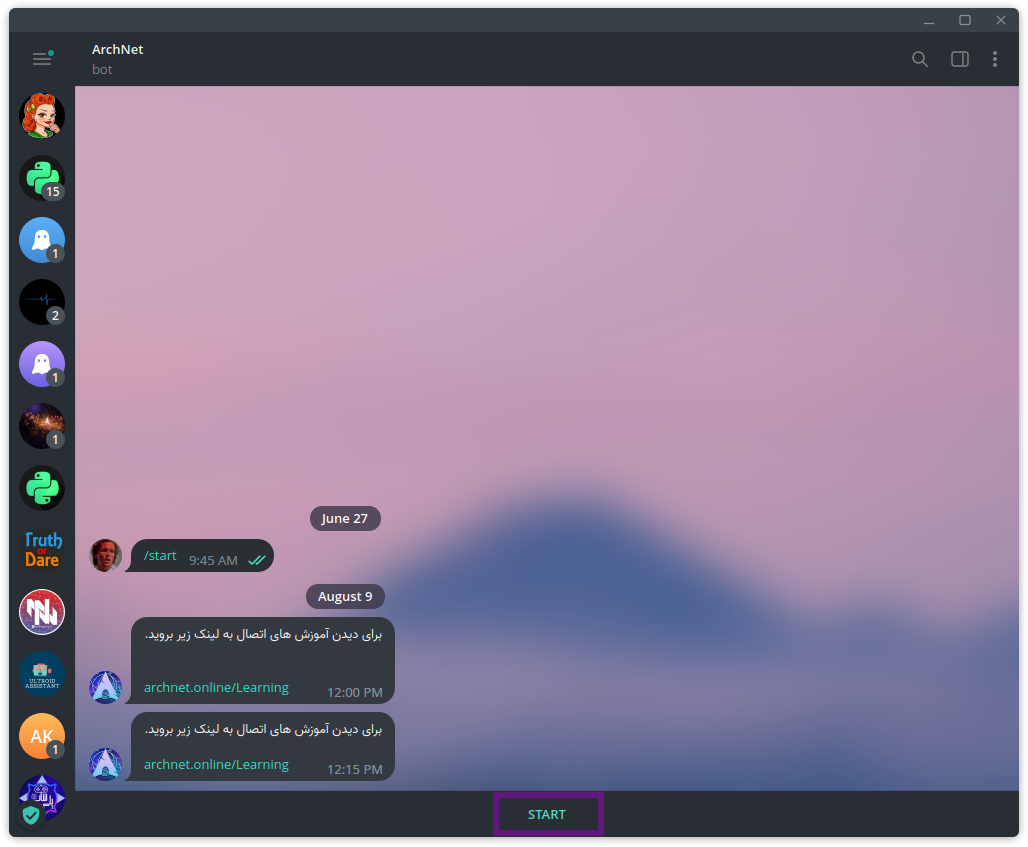 ArchNet
bot
15
1
2
1
1
Truth
or
Dare
ULTROID
ASSISTANT
AK
1
June 27
/start 9:45 AM
August 9
برای دیدن آموزش های اتصال به لینک زیر بروید.
archnet.online/Learning 12:00 PM
برای دیدن آموزش های اتصال به لینک زیر بروید.
archnet.online/Learning 12:15 PM
START